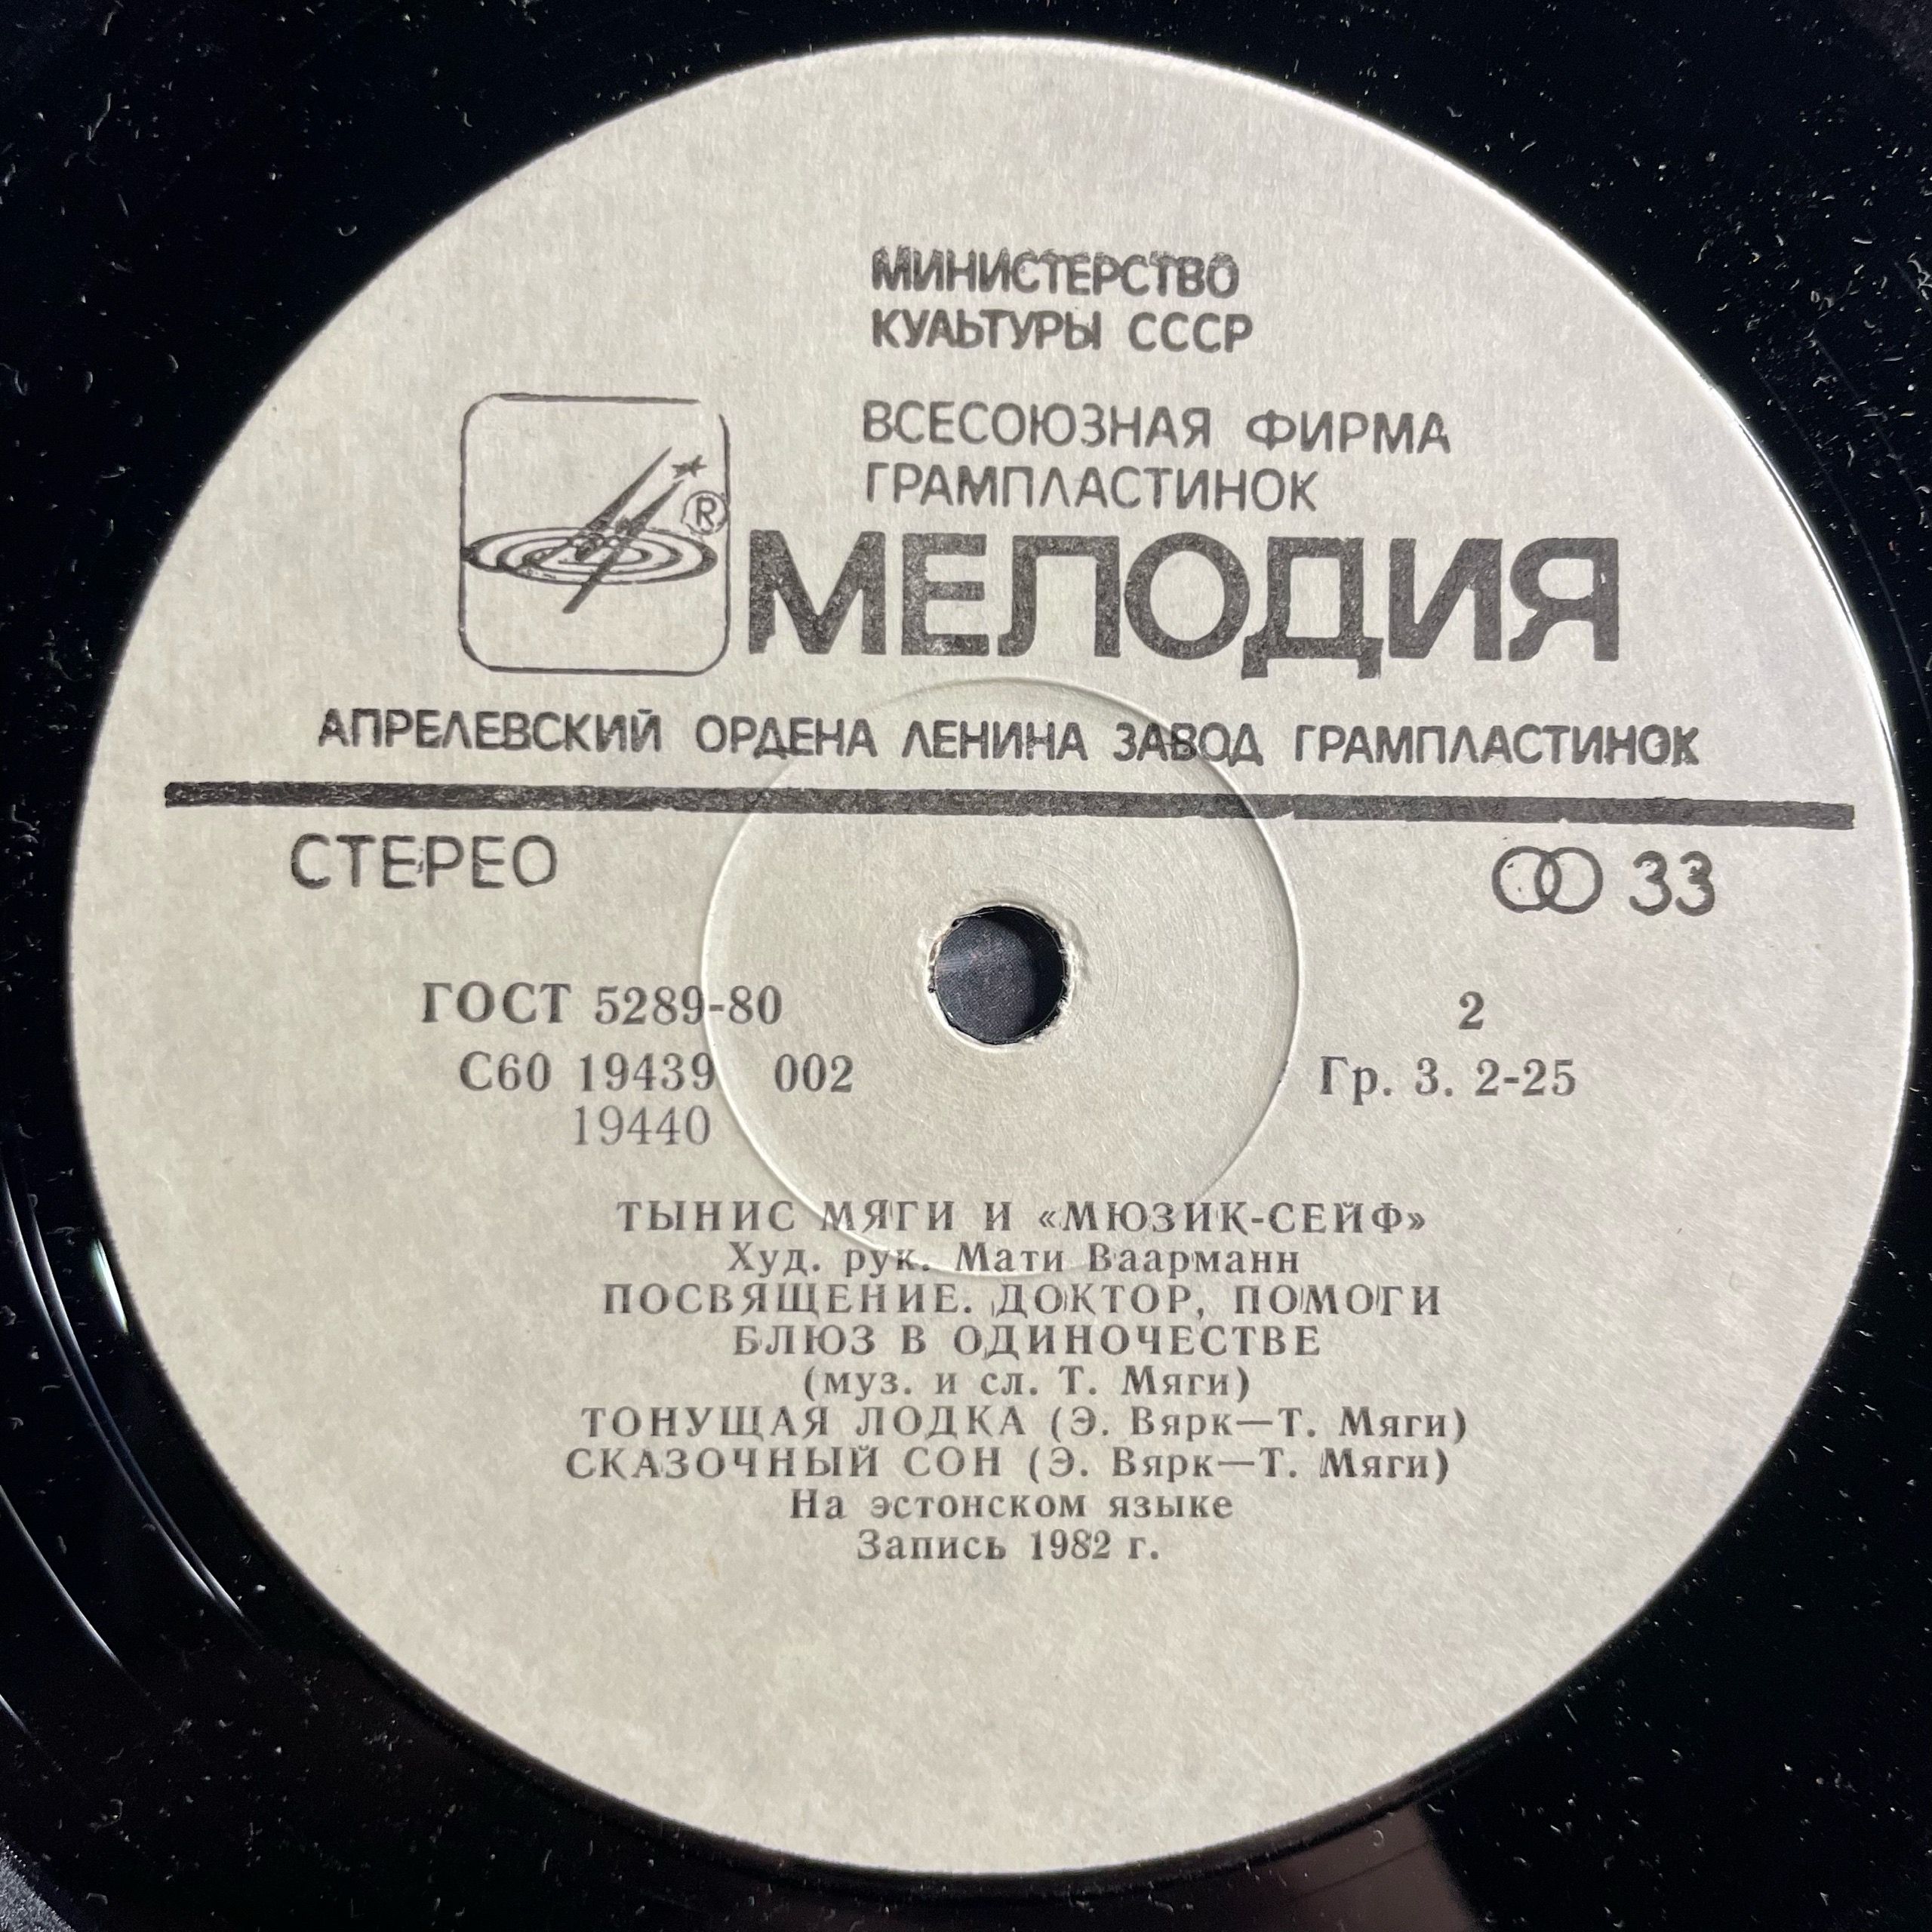 МИНИСТЕРСТВО
КУЛЬТУРЫ СССР
ВСЕСОЮЗНАЯ ФИРМА
ГРАМПЛАСТИНОК
®
МЕЛОДИЯ
АПРЕЛЕВСКИЙ ОРДЕНА ЛЕНИНА ЗАВОД ГРАМПЛАСТИНОК
СТЕРЕО 33
ГОСТ 5289-80 2
С60 19439 002 Гр. 3. 2-25
19440
ТЫНИС МЯГИ И «МЮЗИК-СЕЙФ»
Худ. рук. Мати Ваарманн
ПОСВЯЩЕНИЕ. ДОКТОР, ПОМОГИ
БЛЮЗ В ОДИНОЧЕСТВЕ
(муз. и сл. Т. Мяги)
ТОНУЩАЯ ЛОДКА (Э. Вярк—Т. Мяги)
СКАЗОЧНЫЙ СОН (Э. Вярк—Т. Мяги)
На эстонском языке
Запись 1982 г.